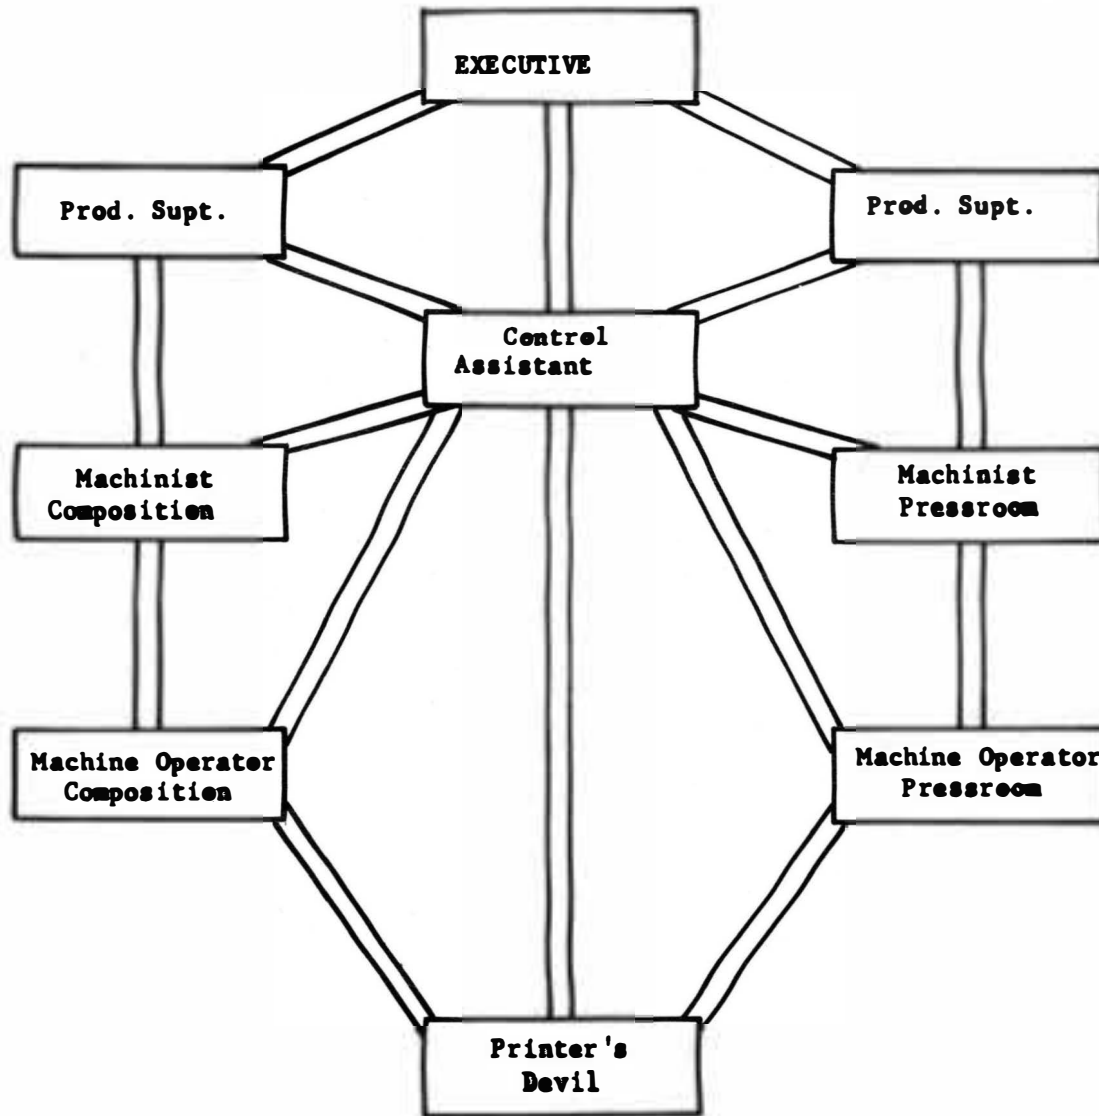 EXECUTIVE
Prod. Supt.
Prod. Supt.
Control
Assistant
Machinist
Composition
Machinist
Pressroom
Machine Operator
Composition
Machine Operator
Pressroom
Printer's
Devil